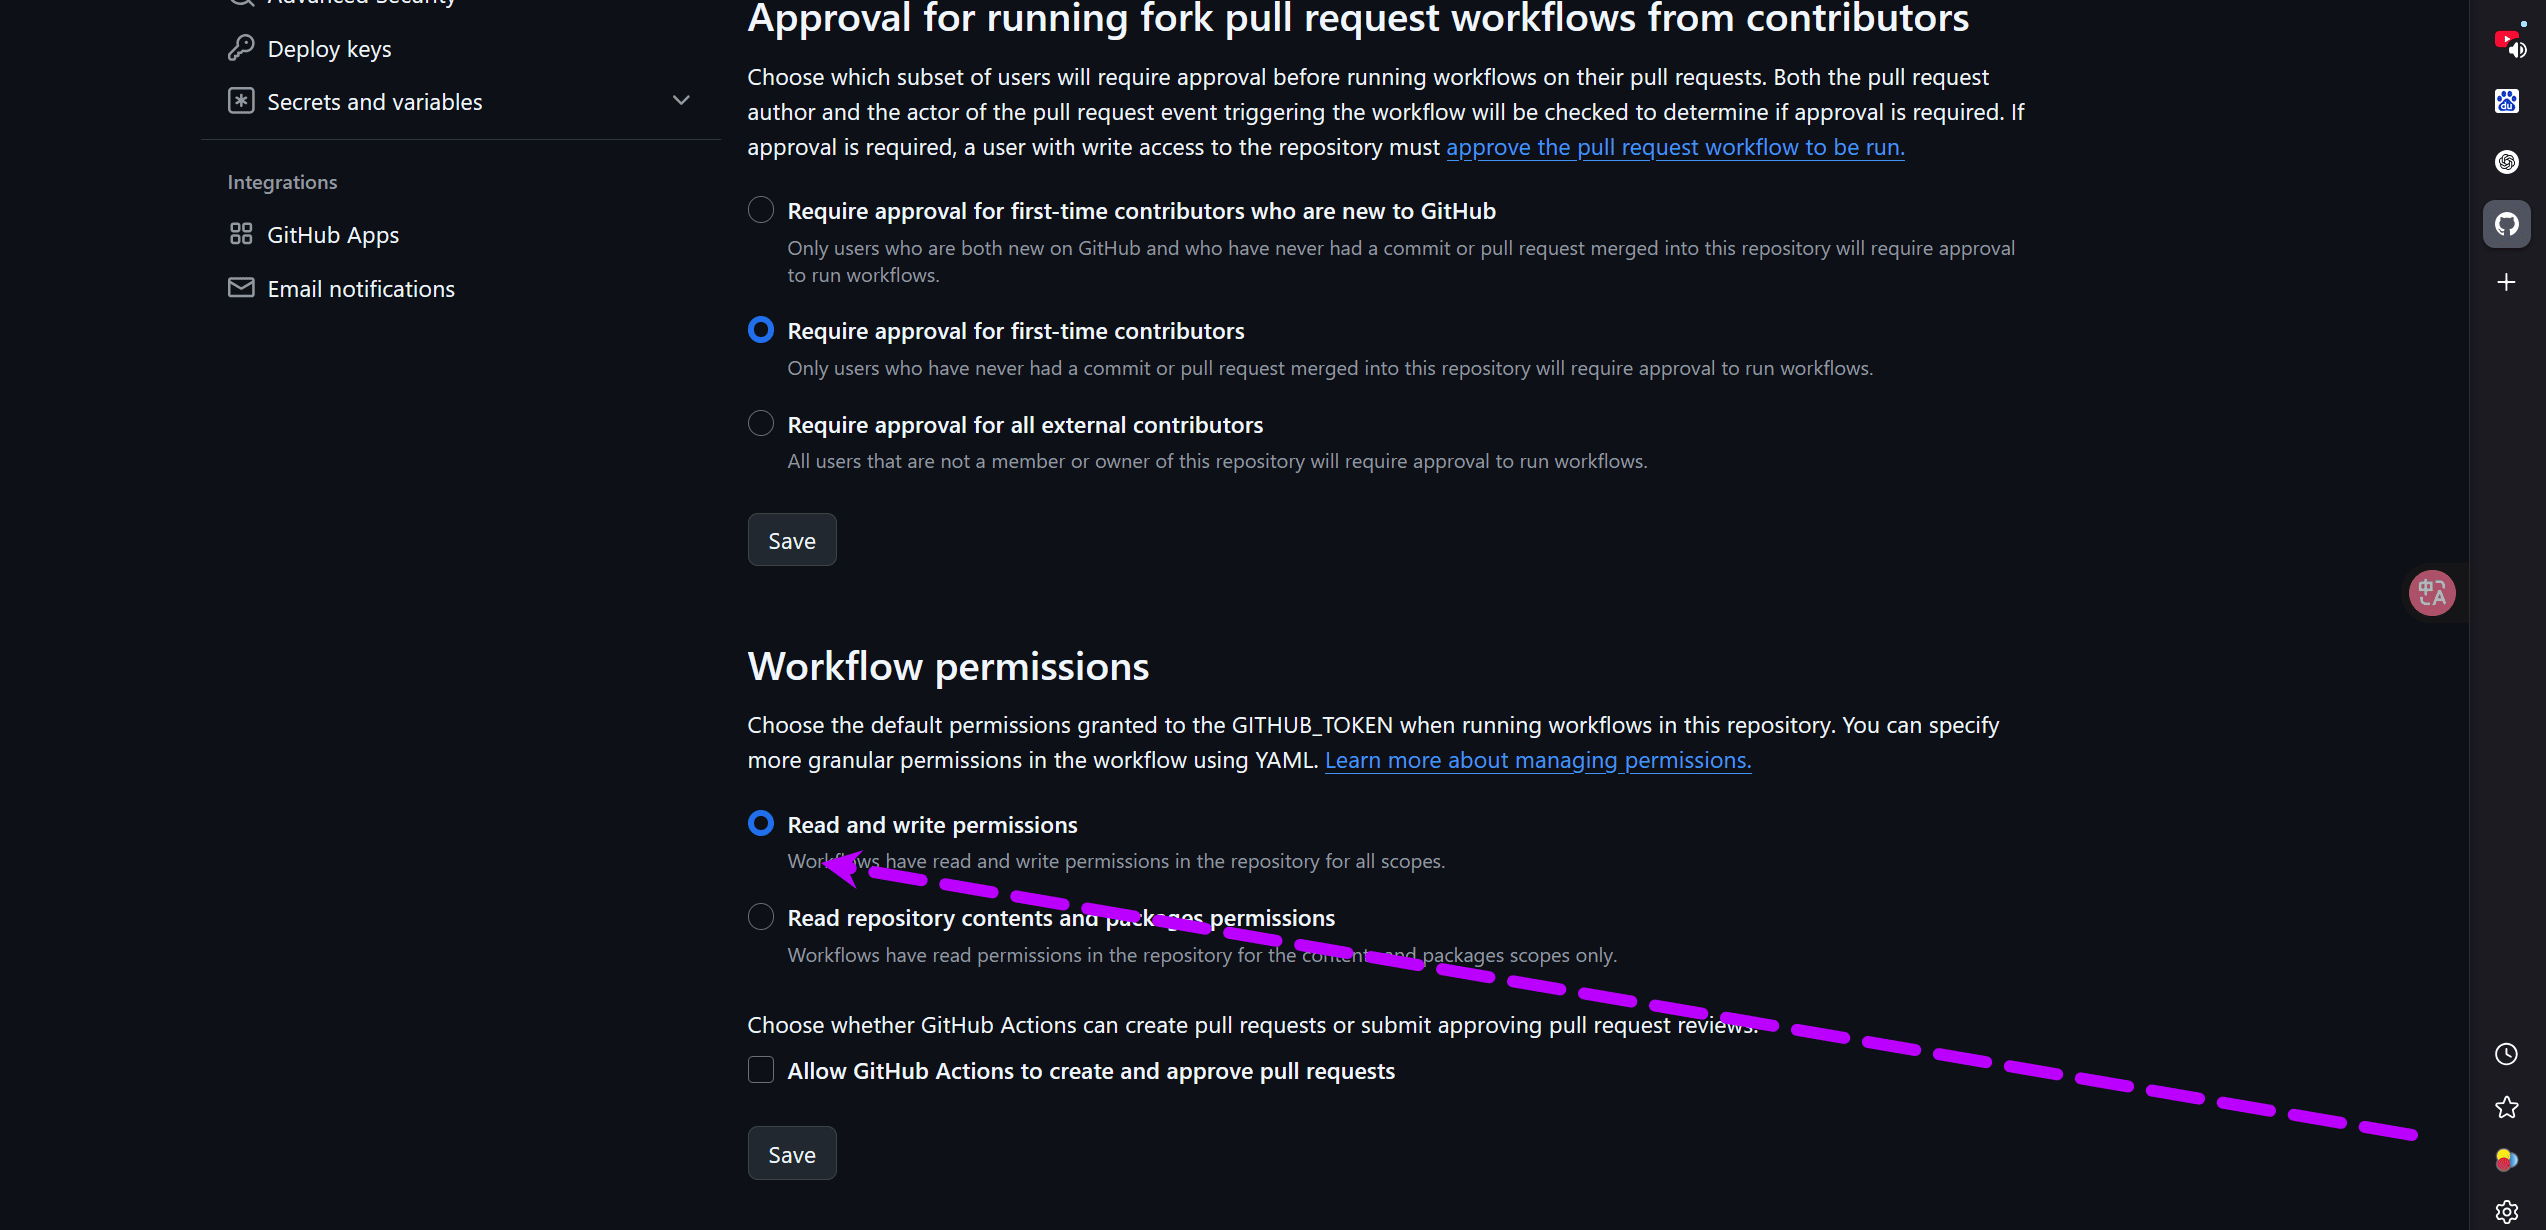 Advanced Security
Deploy keys
Secrets and variables
Integrations
GitHub Apps
Email notifications
Approval for running fork pull request workflows from contributors
Choose which subset of users will require approval before running workflows on their pull requests. Both the pull request
author and the actor of the pull request event triggering the workflow will be checked to determine if approval is required. If
approval is required, a user with write access to the repository must approve the pull request workflow to be run.
Require approval for first-time contributors who are new to GitHub
Only users who are both new on GitHub and who have never had a commit or pull request merged into this repository will require approval
to run workflows.
Require approval for first-time contributors
Only users who have never had a commit or pull request merged into this repository will require approval to run workflows.
Require approval for all external contributors
All users that are not a member or owner of this repository will require approval to run workflows.
Save
Workflow permissions
Choose the default permissions granted to the GITHUB_TOKEN when running workflows in this repository. You can specify
more granular permissions in the workflow using YAML. Learn more about managing permissions.
Read and write permissions
Workflows have read and write permissions in the repository for all scopes.
Read repository contents and packages permissions
Workflows have read permissions in the repository for the contents and packages scopes only.
Choose whether GitHub Actions can create pull requests or submit approving pull request reviews.
Allow GitHub Actions to create and approve pull requests
Save
du
中A